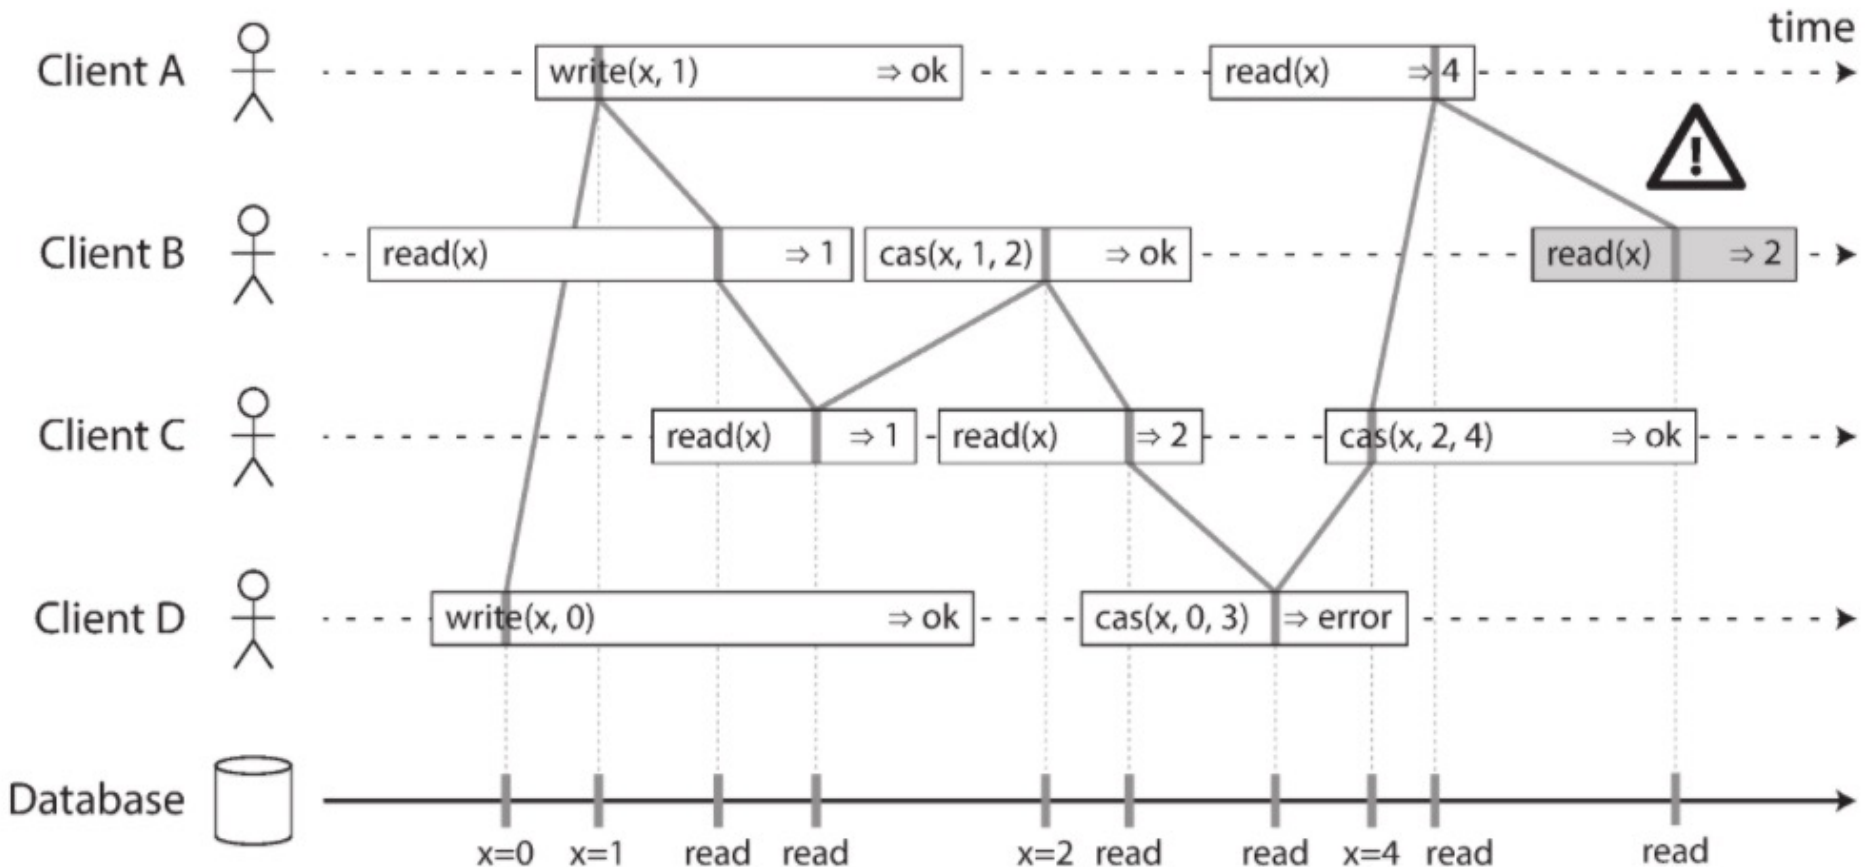 time
Client A
write(x, 1) ⇒ ok
read(x) ⇒ 4
!
Client B
read(x) ⇒ 1
cas(x, 1, 2) ⇒ ok
read(x) ⇒ 2
Client C
read(x) ⇒ 1
read(x) ⇒ 2
cas(x, 2, 4) ⇒ ok
Client D
write(x, 0) ⇒ ok
cas(x, 0, 3) ⇒ error
Database
x=0 x=1 read read x=2 read read x=4 read read